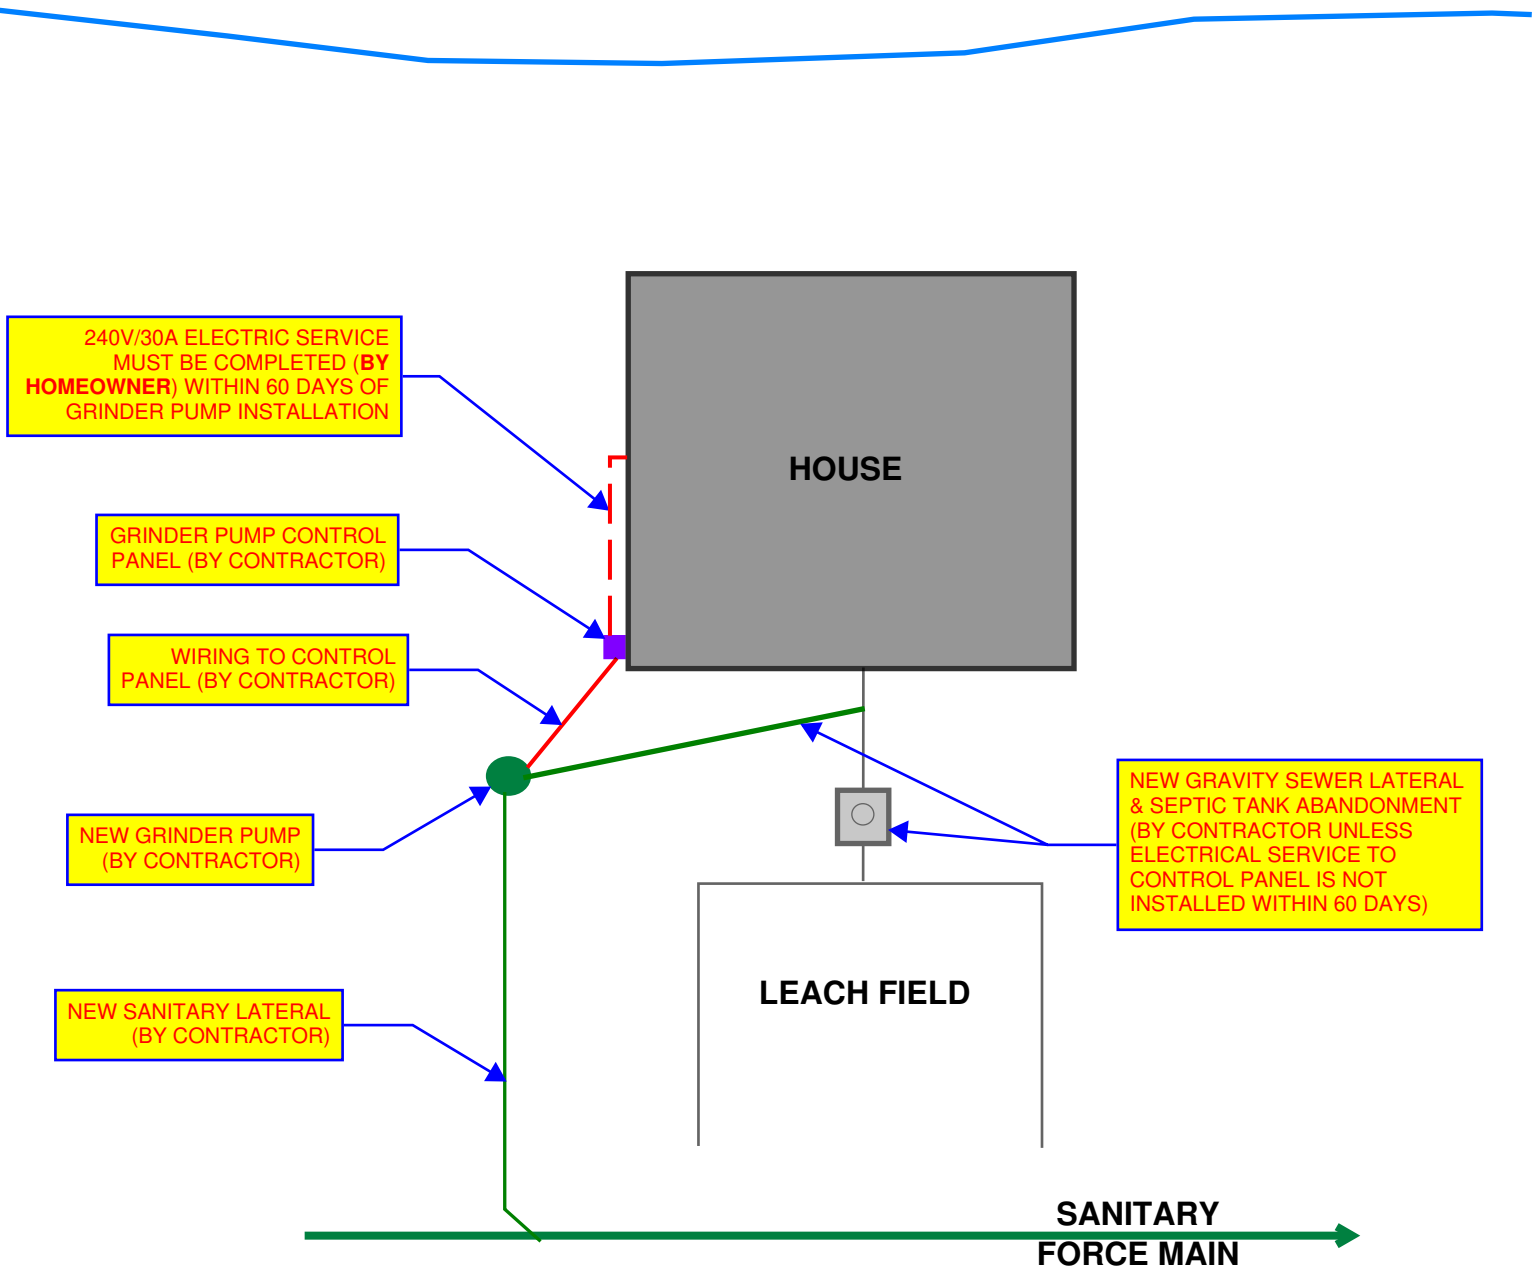 240V/30A ELECTRIC SERVICE
MUST BE COMPLETED (BY
HOMEOWNER) WITHIN 60 DAYS OF
GRINDER PUMP INSTALLATION
HOUSE
GRINDER PUMP CONTROL
PANEL (BY CONTRACTOR)
WIRING TO CONTROL
PANEL (BY CONTRACTOR)
NEW GRINDER PUMP
(BY CONTRACTOR)
NEW GRAVITY SEWER LATERAL
& SEPTIC TANK ABANDONMENT
(BY CONTRACTOR UNLESS
ELECTRICAL SERVICE TO
CONTROL PANEL IS NOT
INSTALLED WITHIN 60 DAYS)
LEACH FIELD
NEW SANITARY LATERAL
(BY CONTRACTOR)
SANITARY
FORCE MAIN